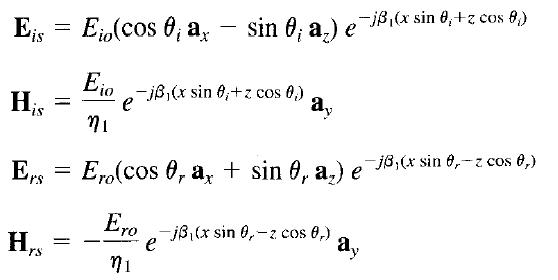 E_is = E_io(cos θ_i a_x − sin θ_i a_z) e^{−jβ_1(x sin θ_i+z cos θ_i)}
H_is = \frac{E_io}{η_1} e^{−jβ_1(x sin θ_i+z cos θ_i)} a_y
E_rs = E_ro(cos θ_r a_x + sin θ_r a_z) e^{−jβ_1(x sin θ_r−z cos θ_r)}
H_rs = −\frac{E_ro}{η_1} e^{−jβ_1(x sin θ_r−z cos θ_r)} a_y